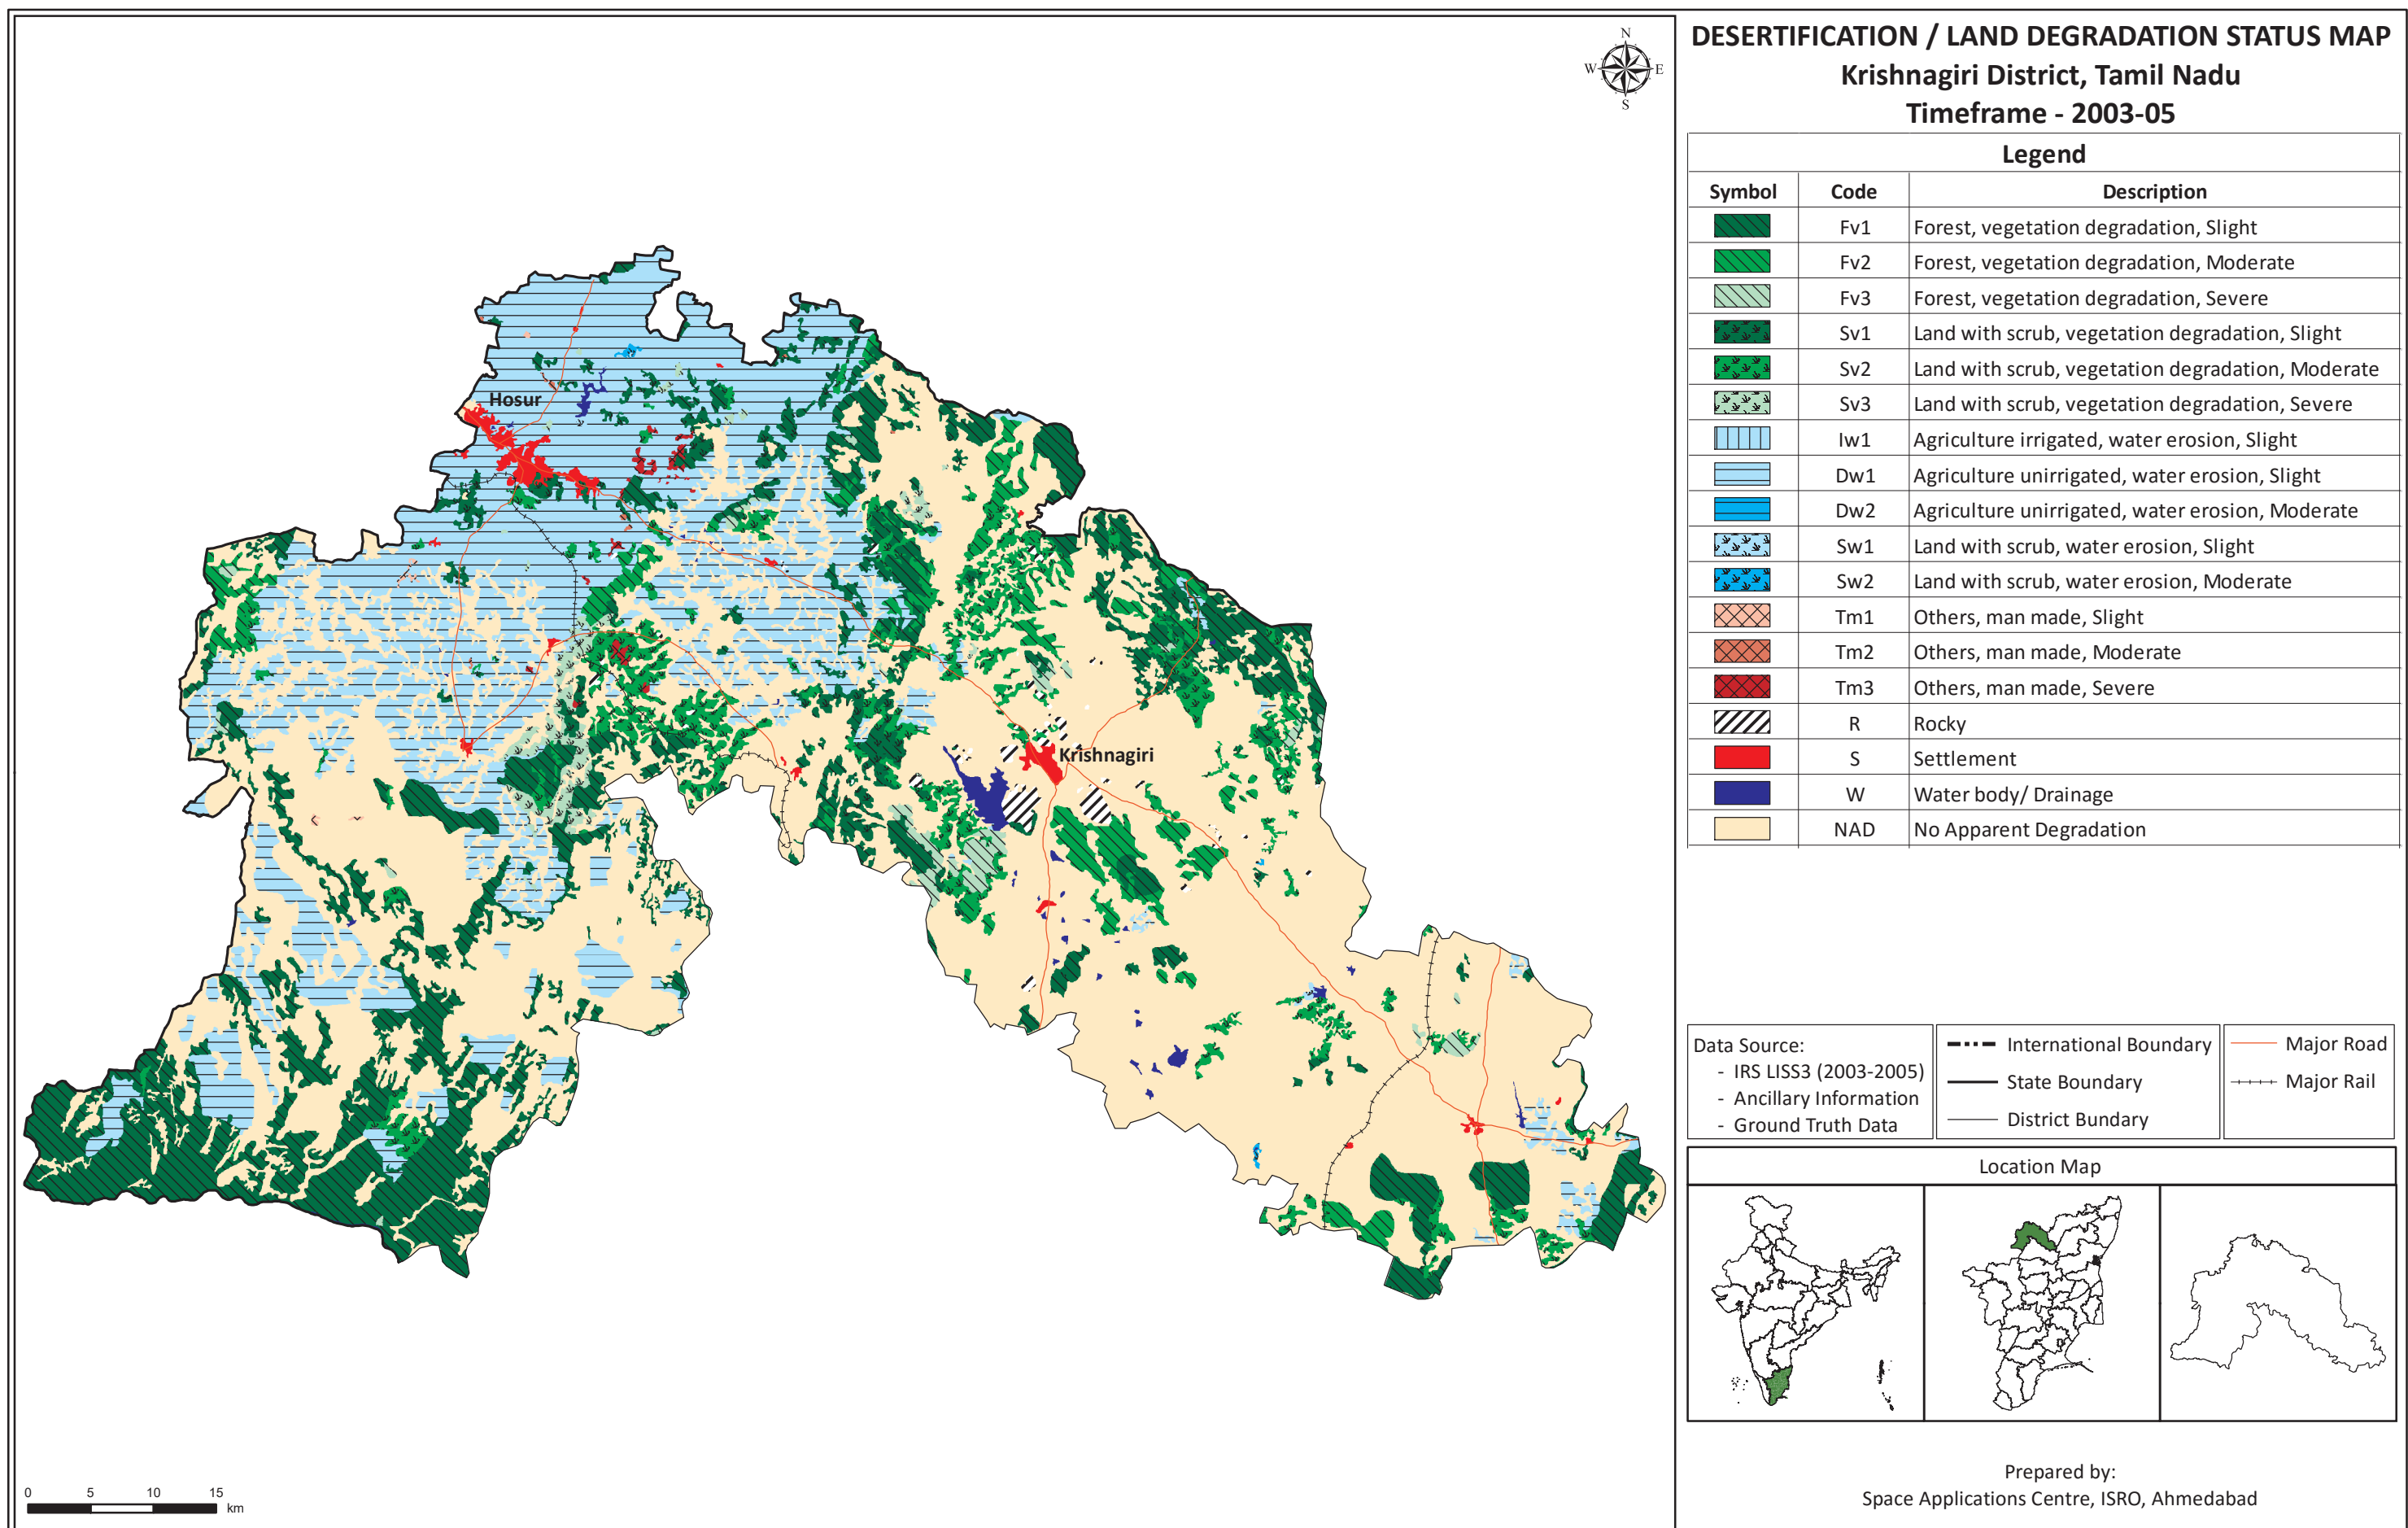 DESERTIFICATION / LAND DEGRADATION STATUS MAP
Krishnagiri District, Tamil Nadu
Timeframe - 2003-05
Legend
Symbol Code Description
Fv1 Forest, vegetation degradation, Slight
Fv2 Forest, vegetation degradation, Moderate
Fv3 Forest, vegetation degradation, Severe
Sv1 Land with scrub, vegetation degradation, Slight
Sv2 Land with scrub, vegetation degradation, Moderate
Sv3 Land with scrub, vegetation degradation, Severe
Iw1 Agriculture irrigated, water erosion, Slight
Dw1 Agriculture unirrigated, water erosion, Slight
Dw2 Agriculture unirrigated, water erosion, Moderate
Sw1 Land with scrub, water erosion, Slight
Sw2 Land with scrub, water erosion, Moderate
Tm1 Others, man made, Slight
Tm2 Others, man made, Moderate
Tm3 Others, man made, Severe
R Rocky
S Settlement
W Water body/ Drainage
NAD No Apparent Degradation
N
W E
S
Hosur
Krishnagiri
Data Source:
- IRS LISS3 (2003-2005)
- Ancillary Information
- Ground Truth Data
International Boundary
State Boundary
District Bundary
Major Road
Major Rail
Location Map
Prepared by:
Space Applications Centre, ISRO, Ahmedabad
0 5 10 15
km